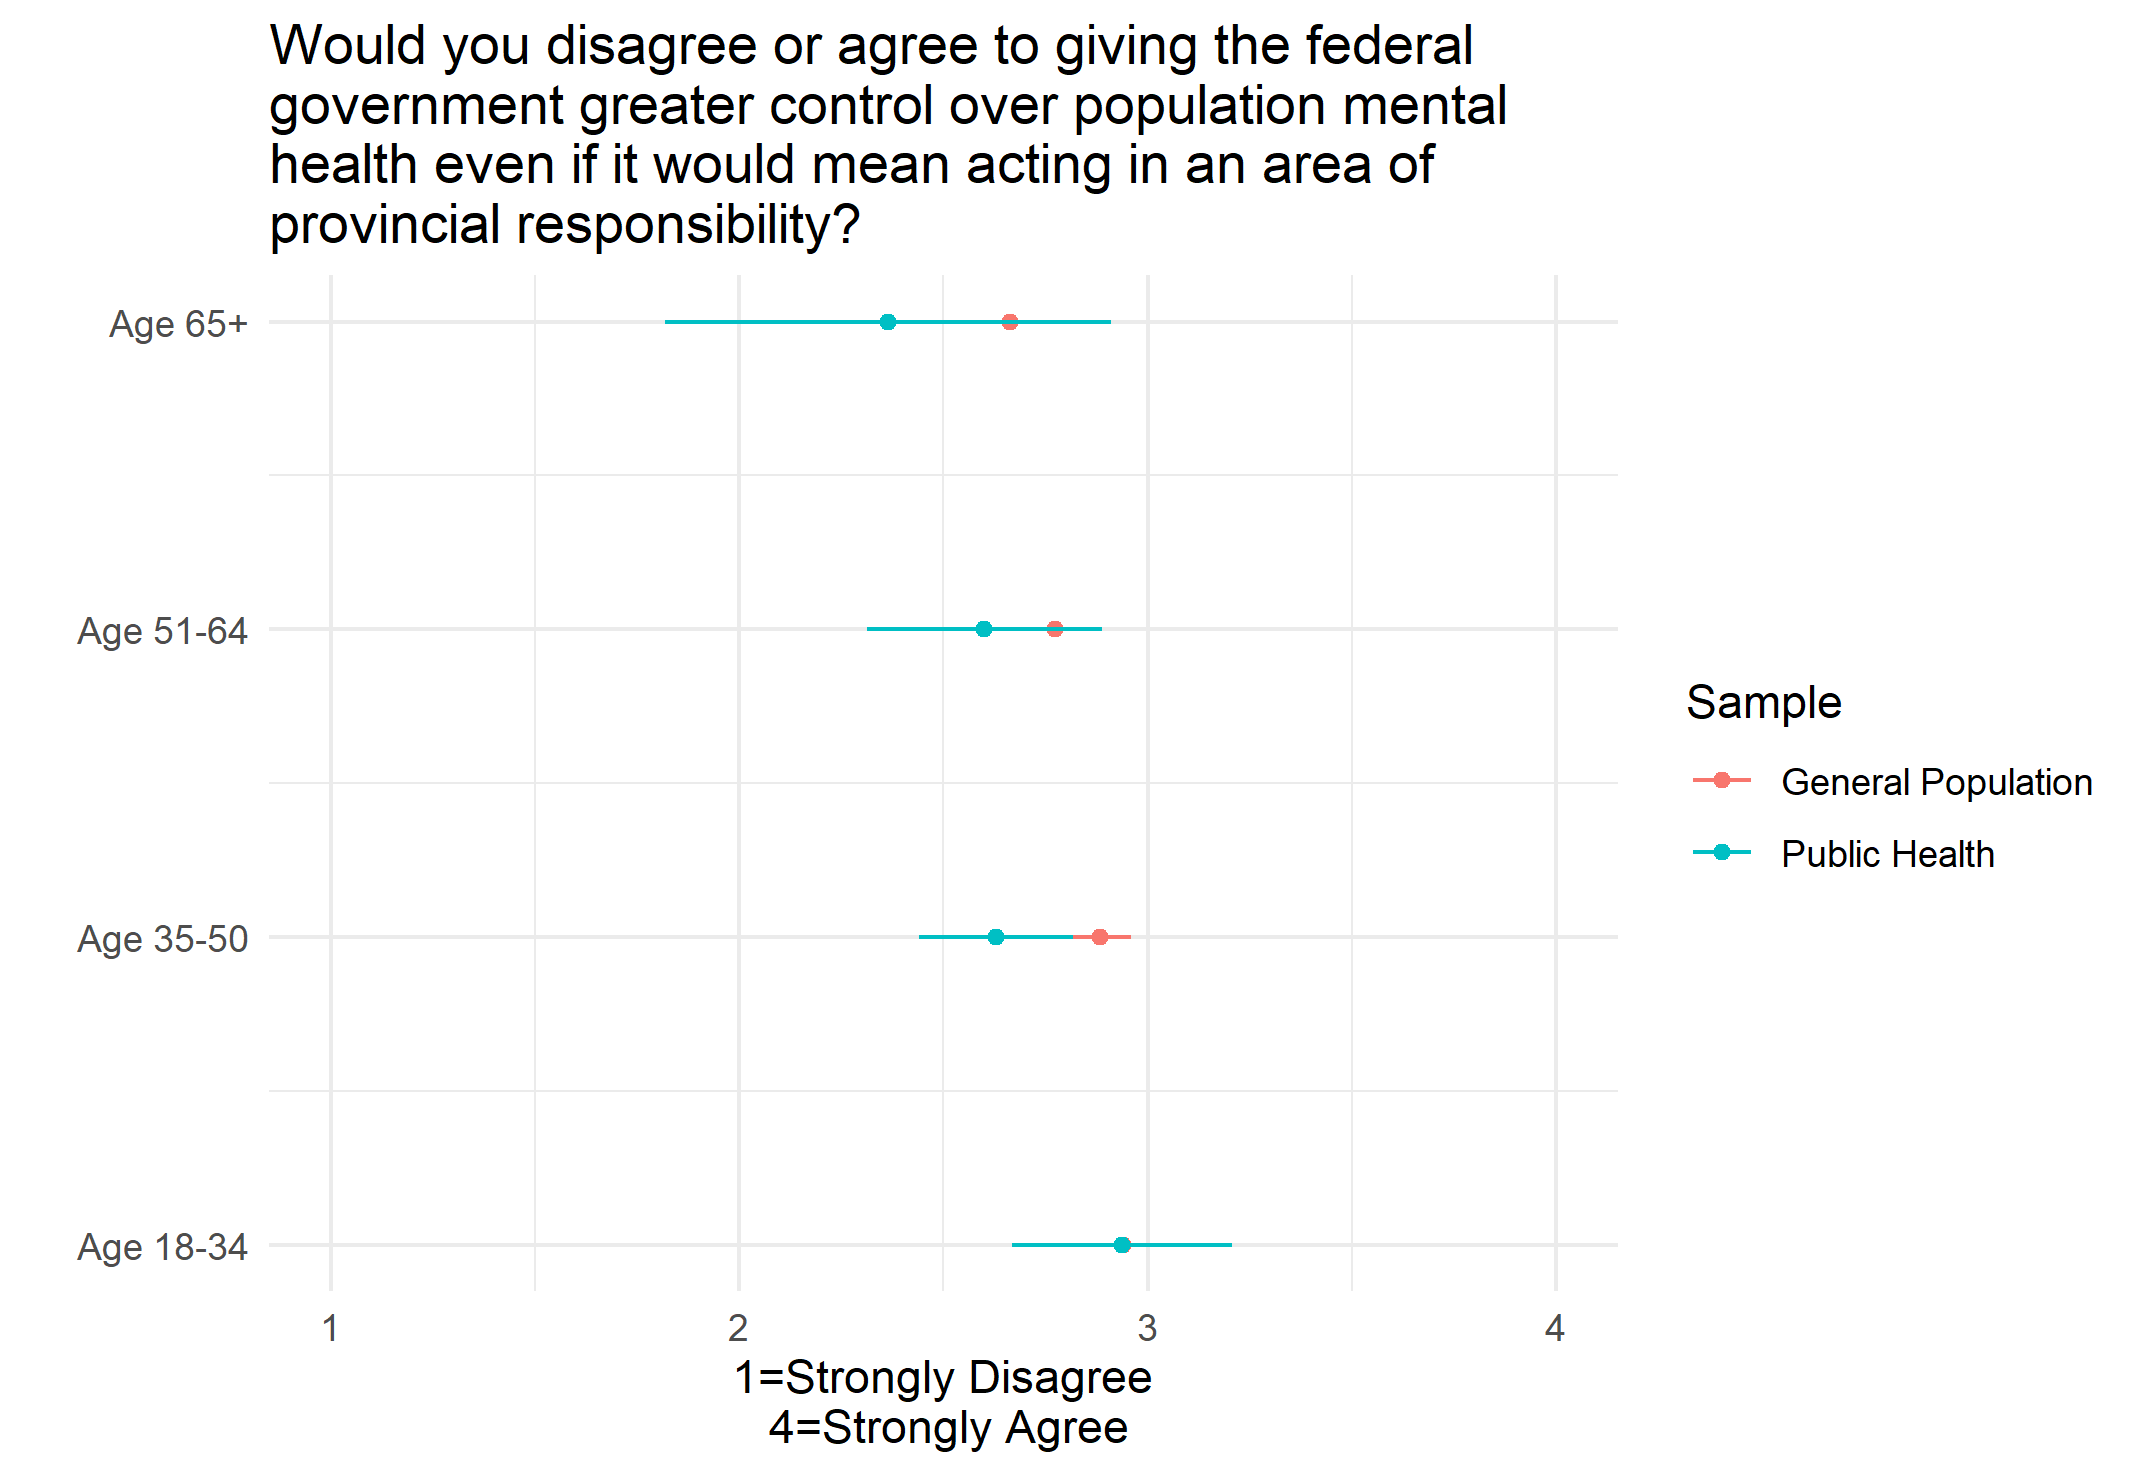 Would you disagree or agree to giving the federal
government greater control over population mental
health even if it would mean acting in an area of
provincial responsibility?
Age 65+
Age 51-64
Age 35-50
Age 18-34
1
2
3
4
1=Strongly Disagree
4=Strongly Agree
Sample
General Population
Public Health